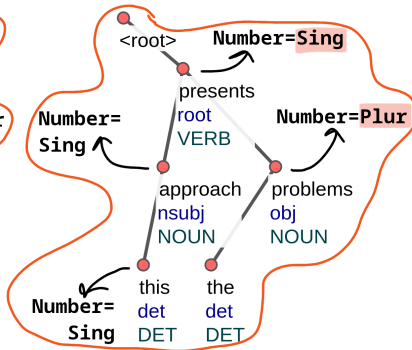 <root>
Number=Sing
presents
root
VERB
r
Number=
Sing
Number=Plur
approach
nsubj
NOUN
problems
obj
NOUN
Number=
Sing
this
det
DET
the
det
DET